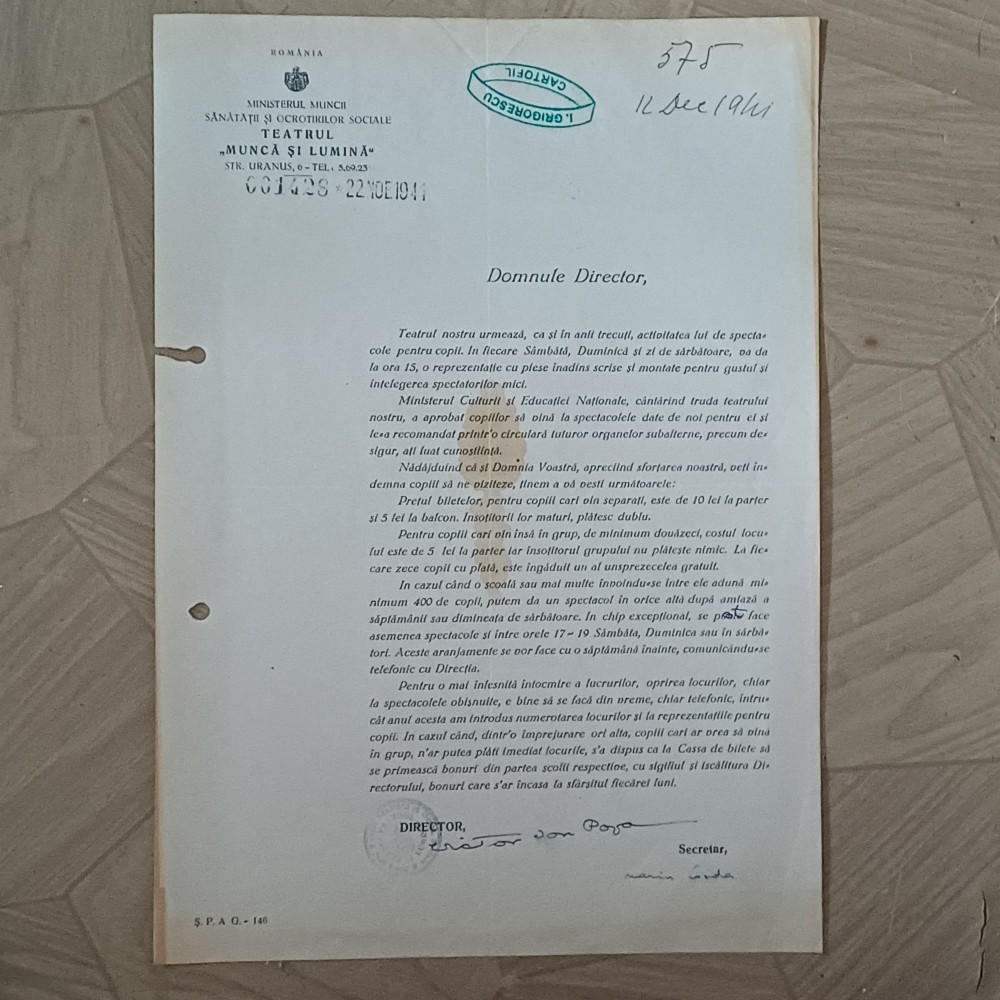 ROMÂNIA
MINISTERUL MUNCII
SĂNĂTAȚII ȘI OCROTIRILOR SOCIALE
TEATRUL
„MUNCĂ ȘI LUMINĂ“
STR. URANUS, 6 - TEL: 5.69.23
001428 * 22 NOE. 1941
I. GRIGORESCU
CARTOFIL
575
12 Dec 1941
Domnule Director,
Teatrul nostru urmează, ca și în anii trecuți, activitatea lui de specta-
cole pentru copii. In fiecare Sâmbătă, Duminică și zi de sărbătoare, va da
la ora 15, o reprezentație cu piese înadins scrise și montate pentru gustul și
înțelegerea spectatorilor mici.
Ministerul Culturii și Educației Naționale, cântărind truda teatrului
nostru, a aprobat copiilor să vină la spectacolele date de noi pentru ei și
le-a recomandat printr'o circulară tuturor organelor subalterne, precum de-
sigur, ați luat cunoștiință.
Nădăjduind că și Domnia Voastră, apreciind sforțarea noastră, veți în-
demna copiii să ne viziteze, ținem a vă vesti următoarele:
Prețul biletelor, pentru copiii cari vin separați, este de 10 lei la parter
și 5 lei la balcon. Insoțitorii lor maturi, plătesc dublu.
Pentru copiii cari vin însă în grup, de minimum douăzeci, costul locu-
lui este de 5 lei la parter iar însoțitorul grupului nu plătește nimic. La fie-
care zece copii cu plată, este îngăduit un al unsprezecelea gratuit.
In cazul când o școală sau mai multe învoindu-se între ele adună mi-
nimum 400 de copii, putem da un spectacol în orice altă după amiază a
săptămânii sau dimineața de sărbătoare. In chip excepțional, se pot face
asemenea spectacole și între orele 17-19 Sâmbăta, Duminica sau în sărbă-
tori. Aceste aranjamente se vor face cu o săptămână înainte, comunicându-se
telefonic cu Direcția.
Pentru o mai înlesnită întocmire a lucrurilor, oprirea locurilor, chiar
la spectacolele obișnuite, e bine să se facă din vreme, chiar telefonic, întru-
cât anul acesta am introdus numerotarea locurilor și la reprezentațiile pentru
copii. In cazul când, dintr'o împrejurare ori alta, copiii cari ar vrea să vină
în grup, n'ar putea plăti imediat locurile, s'a dispus ca la Cassa de bilete să
se primească bonuri din partea școlii respective, cu sigiliul și iscălitura Di-
rectorului, bonuri care s'ar încasa la sfârșitul fiecărei luni.
DIRECTOR,
Victor Ion Popa
Secretar,
Marin Iorda
Ș. P. A G. - 146